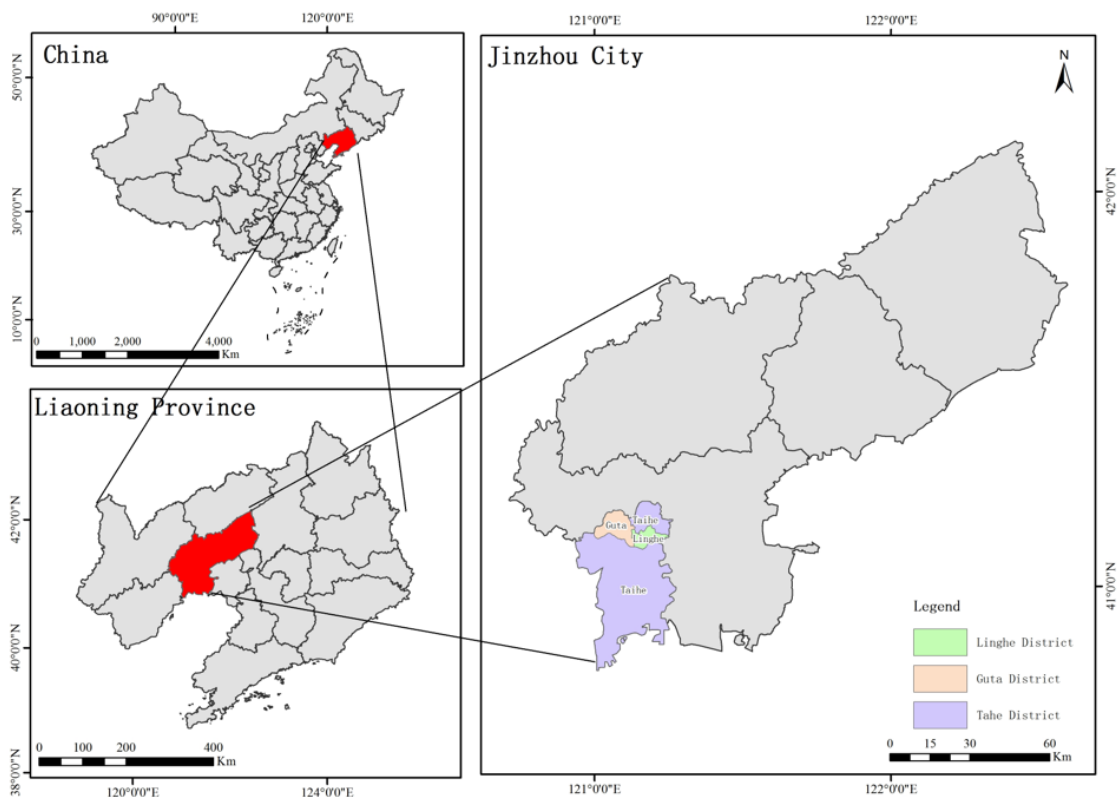 90°0'0"E 120°0'0"E
China
50°0'0"N
30°0'0"N
10°0'0"N
0 1,000 2,000 4,000
Km
Liaoning Province
42°0'0"N
40°0'0"N
38°0'0"N
0 100 200 400
Km
120°0'0"E 124°0'0"E
121°0'0"E 122°0'0"E
Jinzhou City
N
42°0'0"N
Taihe
Guta
Linghe
Taihe
41°0'0"N
Legend
Linghe District
Guta District
Tahe District
0 15 30 60
Km
121°0'0"E 122°0'0"E